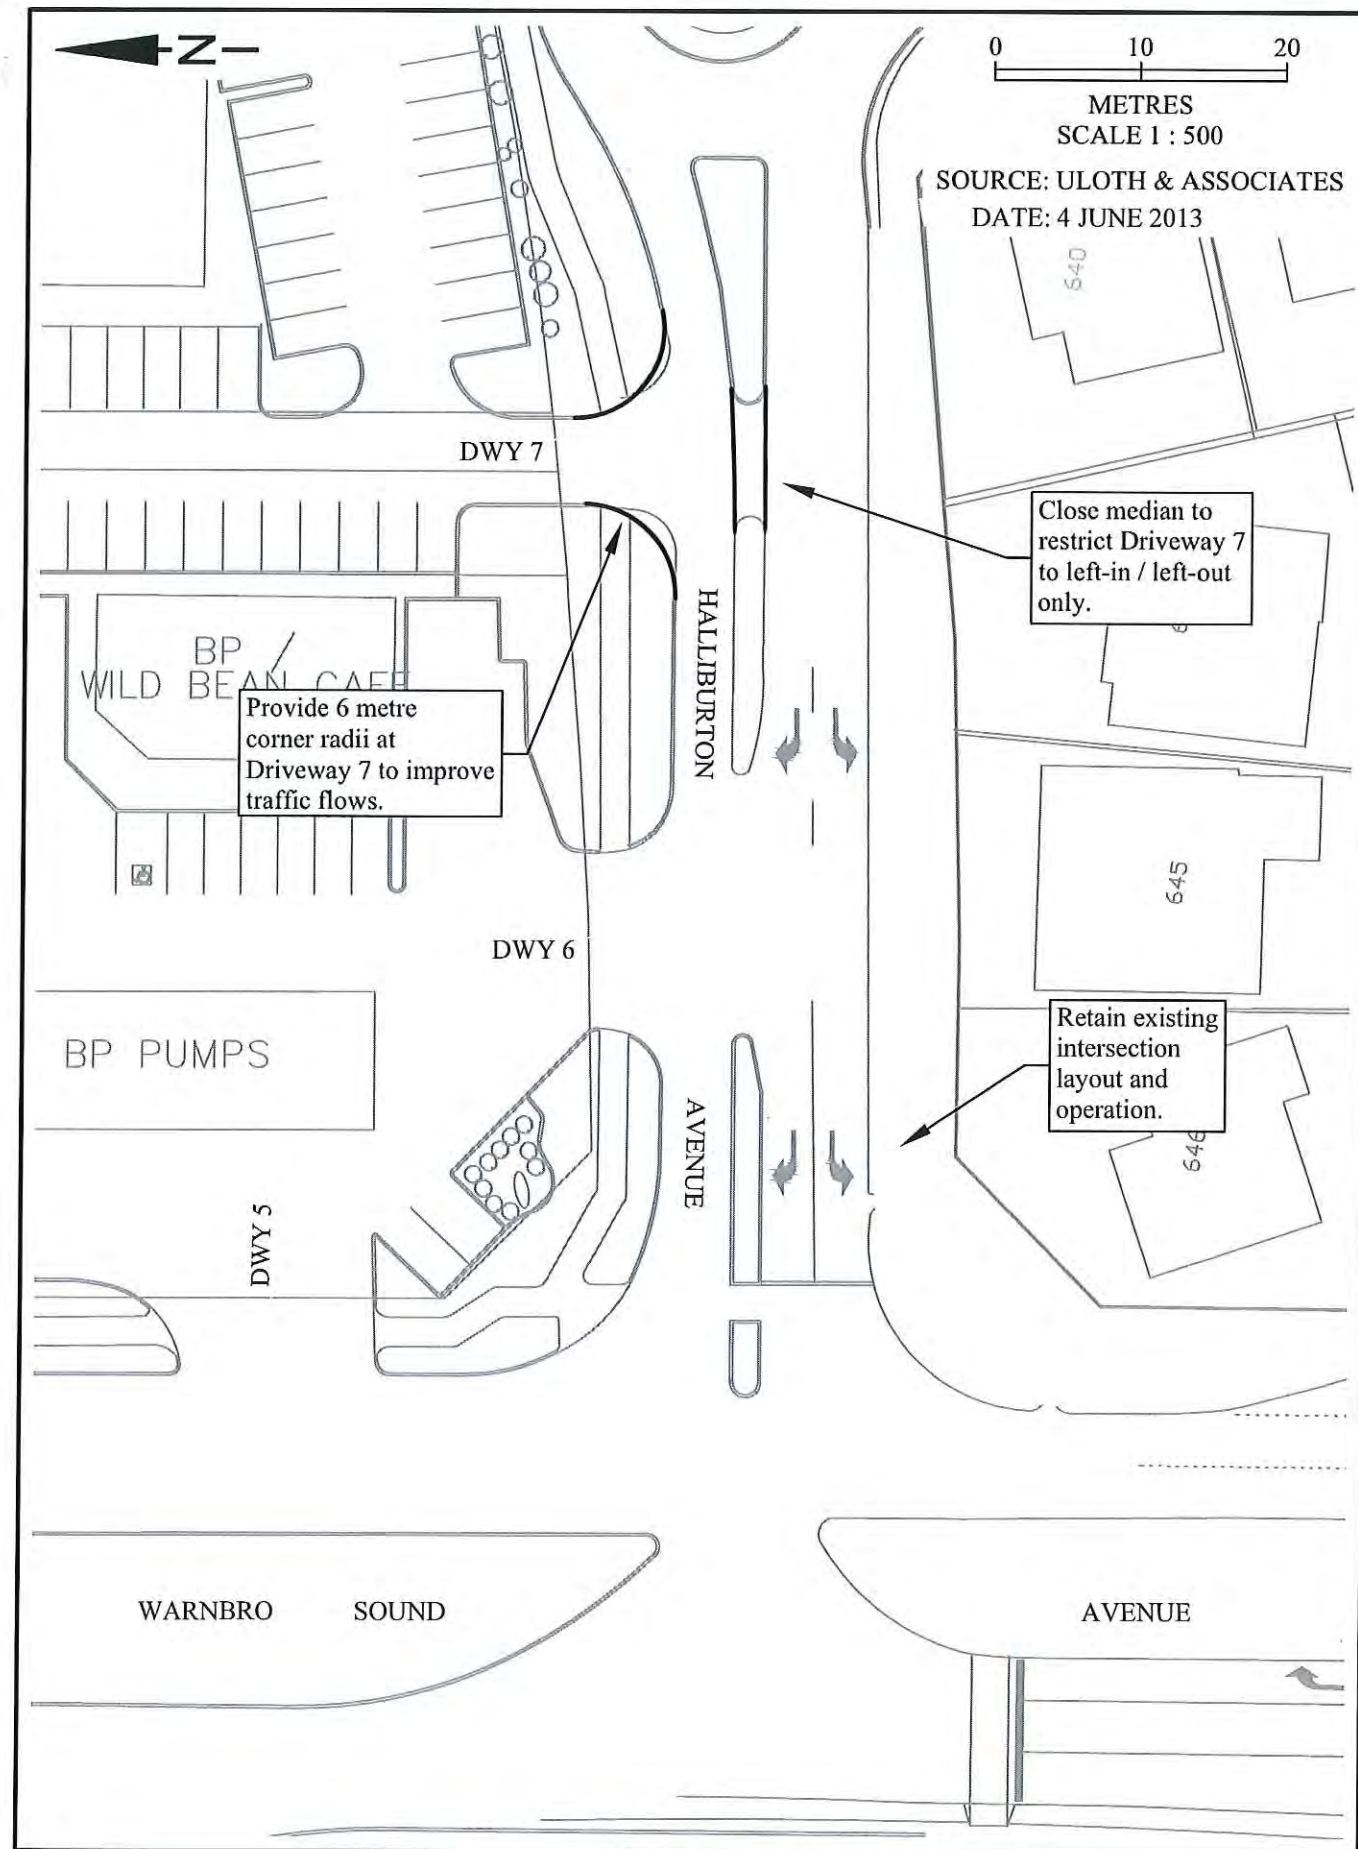 N
0 10 20
METRES
SCALE 1 : 500
SOURCE: ULOTH & ASSOCIATES
DATE: 4 JUNE 2013
640
DWY 7
Close median to
restrict Driveway 7
to left-in / left-out
only.
HALLIBURTON
BP
WILD BEAN CAFE
Provide 6 metre
corner radii at
Driveway 7 to improve
traffic flows.
645
DWY 6
BP PUMPS
Retain existing
intersection
layout and
operation.
646
AVENUE
DWY 5
WARNBRO SOUND AVENUE